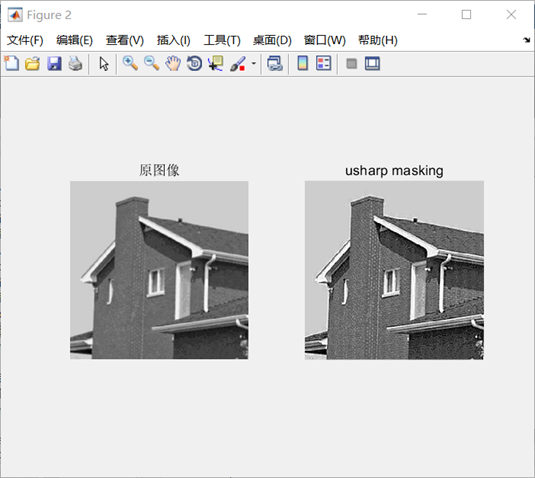 Figure 2
文件(F) 编辑(E) 查看(V) 插入(I) 工具(T) 桌面(D) 窗口(W) 帮助(H)
原图像 usharp masking